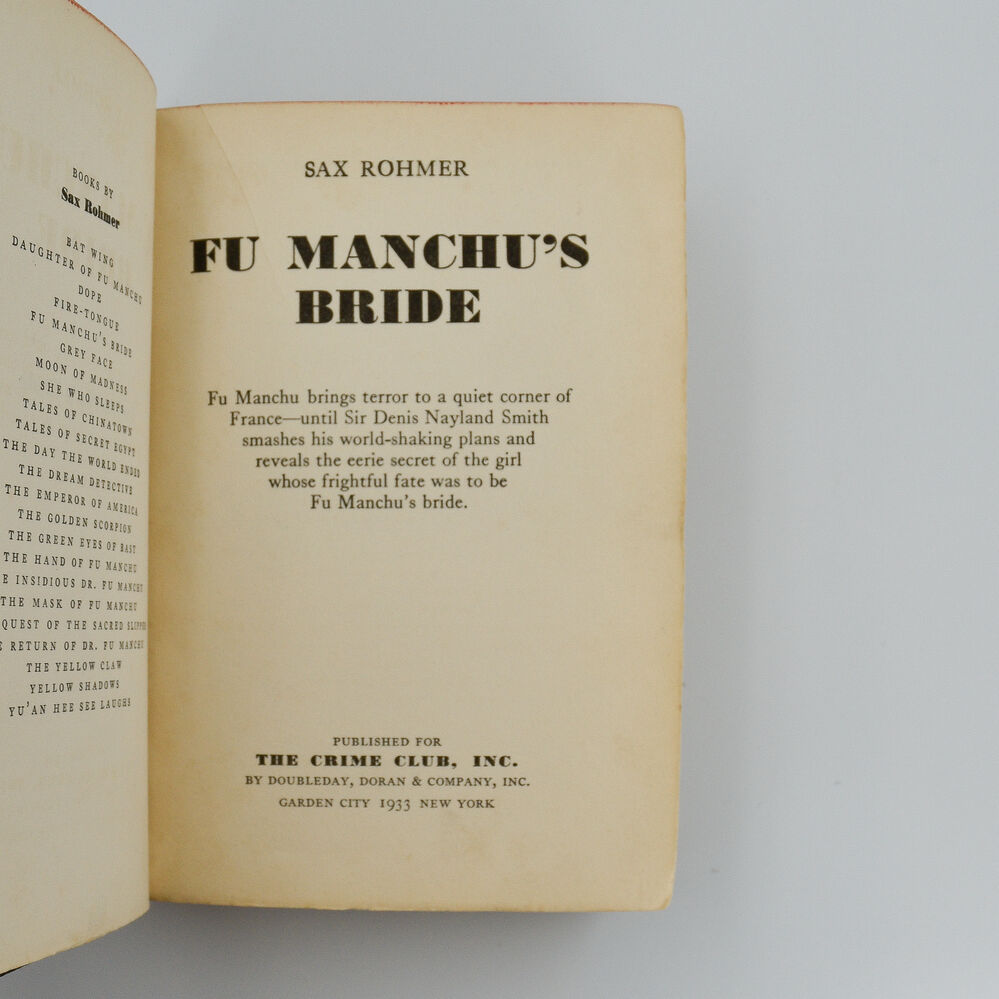 BOOKS BY
Sax Rohmer
BAT WING
DAUGHTER OF FU MANCHU
DOPE
FIRE-TONGUE
FU MANCHU'S BRIDE
GREY FACE
MOON OF MADNESS
SHE WHO SLEEPS
TALES OF CHINATOWN
TALES OF SECRET EGYPT
THE DAY THE WORLD ENDED
THE DREAM DETECTIVE
THE EMPEROR OF AMERICA
THE GOLDEN SCORPION
THE GREEN EYES OF BAST
THE HAND OF FU MANCHU
E INSIDIOUS DR. FU MANCHU
THE MASK OF FU MANCHU
QUEST OF THE SACRED SLIPPER
E RETURN OF DR. FU MANCHU
THE YELLOW CLAW
YELLOW SHADOWS
YU'AN HEE SEE LAUGHS
SAX ROHMER
FU MANCHU'S
BRIDE
Fu Manchu brings terror to a quiet corner of
France—until Sir Denis Nayland Smith
smashes his world-shaking plans and
reveals the eerie secret of the girl
whose frightful fate was to be
Fu Manchu's bride.
PUBLISHED FOR
THE CRIME CLUB, INC.
BY DOUBLEDAY, DORAN & COMPANY, INC.
GARDEN CITY 1933 NEW YORK